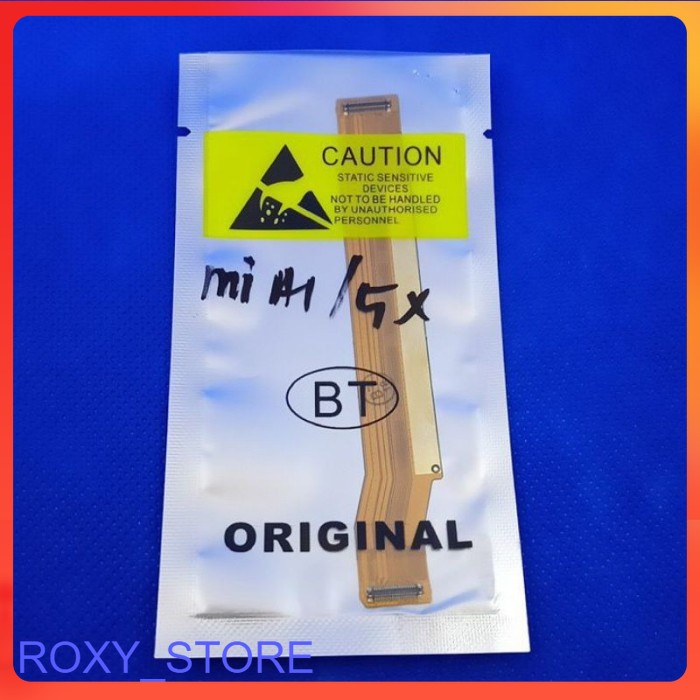 CAUTION
STATIC SENSITIVE
DEVICES
NOT TO BE HANDLED
BY UNAUTHORISED
PERSONNEL
mi A1/5x
BT
ORIGINAL
ROXY_STORE